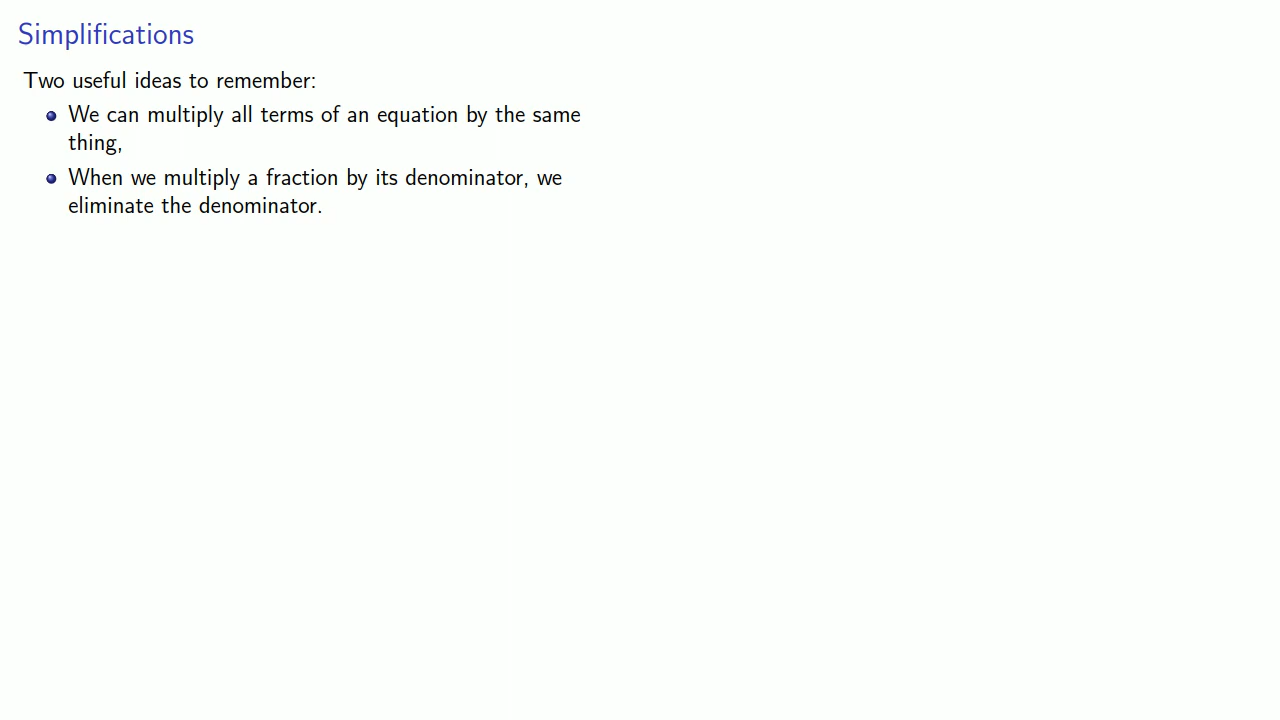 Simplifications
Two useful ideas to remember:
We can multiply all terms of an equation by the same
thing,
When we multiply a fraction by its denominator, we
eliminate the denominator.